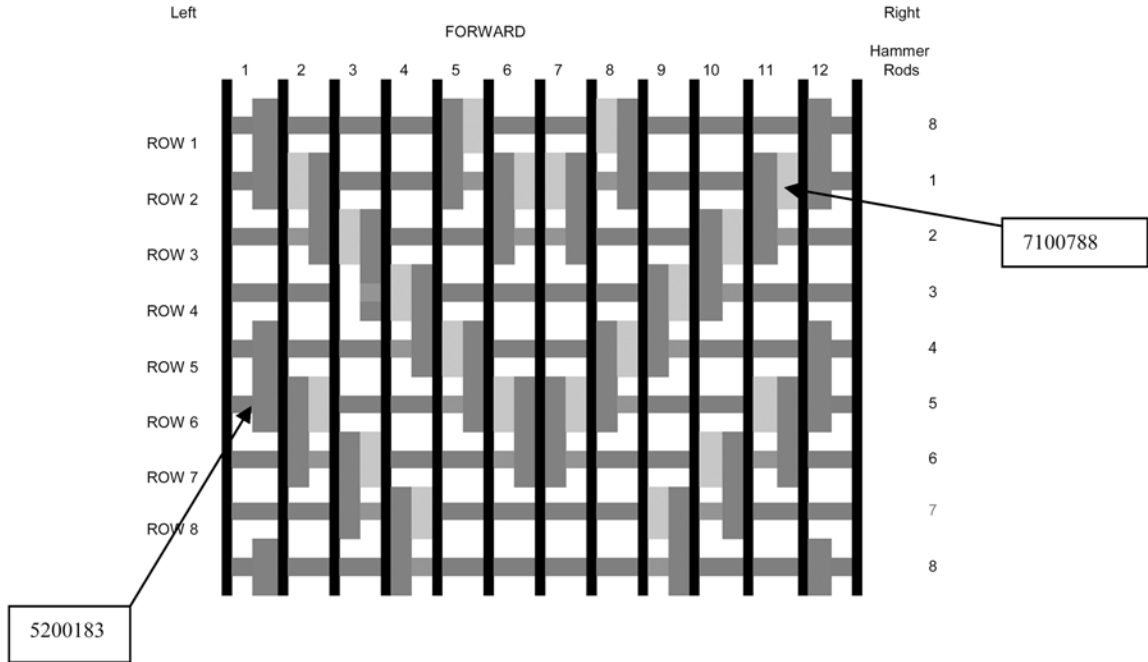 Left
Right
FORWARD
Hammer
Rods
1 2 3 4 5 6 7 8 9 10 11 12
8
ROW 1
1
ROW 2
2
7100788
ROW 3
3
ROW 4
4
ROW 5
5
ROW 6
6
ROW 7
7
ROW 8
8
5200183